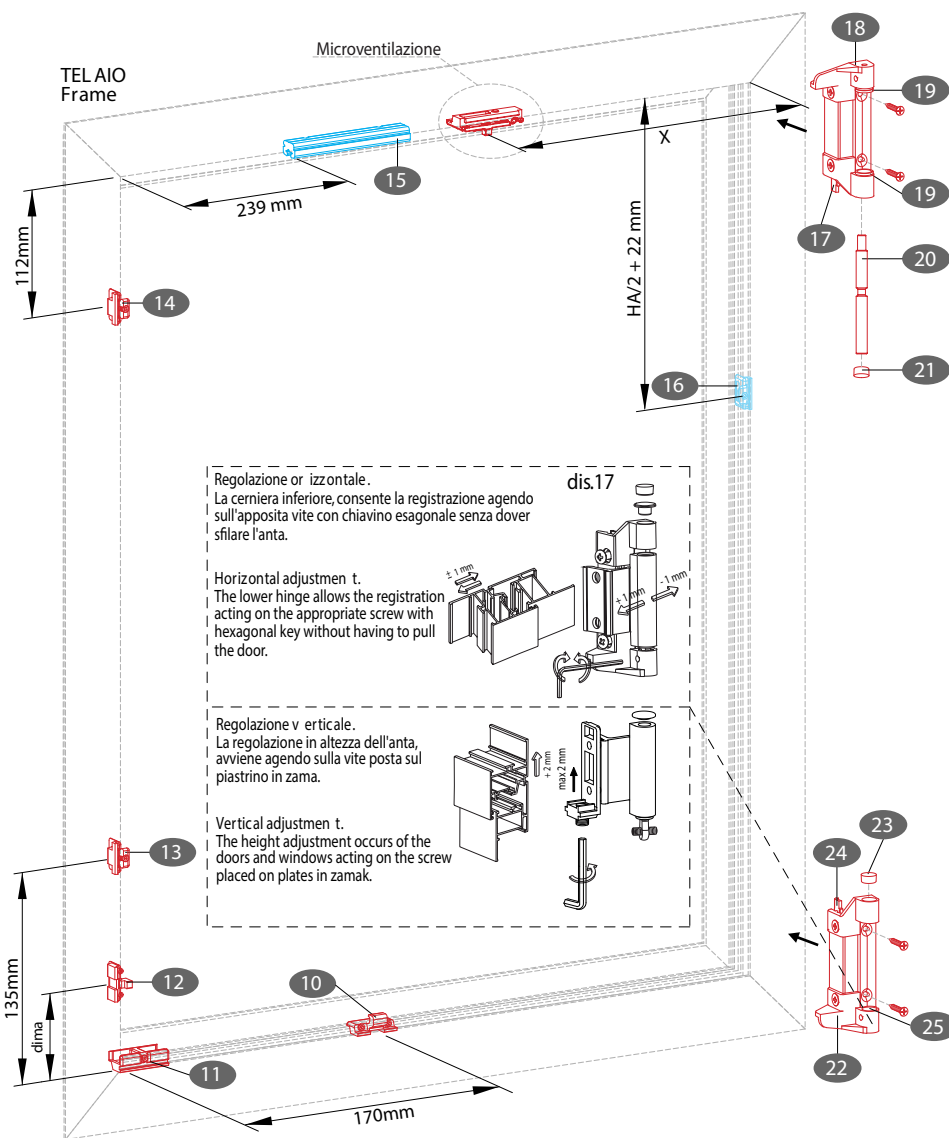 Microventilazione
TELAIO
Frame
18
19
X
15
239 mm
19
17
112mm
HA/2 + 22 mm
20
14
21
16
Regolazione or izzontale.
dis.17
La cerniera inferiore, consente la registrazione agendo
sull'apposita vite con chiavino esagonale senza dover
sfilare l'anta.
± 1 mm
Horizontal adjustmen t.
The lower hinge allows the registration
acting on the appropriate screw with
hexagonal key without having to pull
the door.
- 1 mm
+ 1 mm
Regolazione v erticale.
La regolazione in altezza dell'anta,
avviene agendo sulla vite posta sul
piastrino in zama.
+ 2 mm
max 2 mm
Vertical adjustmen t.
The height adjustment occurs of the
doors and windows acting on the screw
placed on plates in zamak.
13
23
24
135mm
12
10
dima
25
11
22
170mm